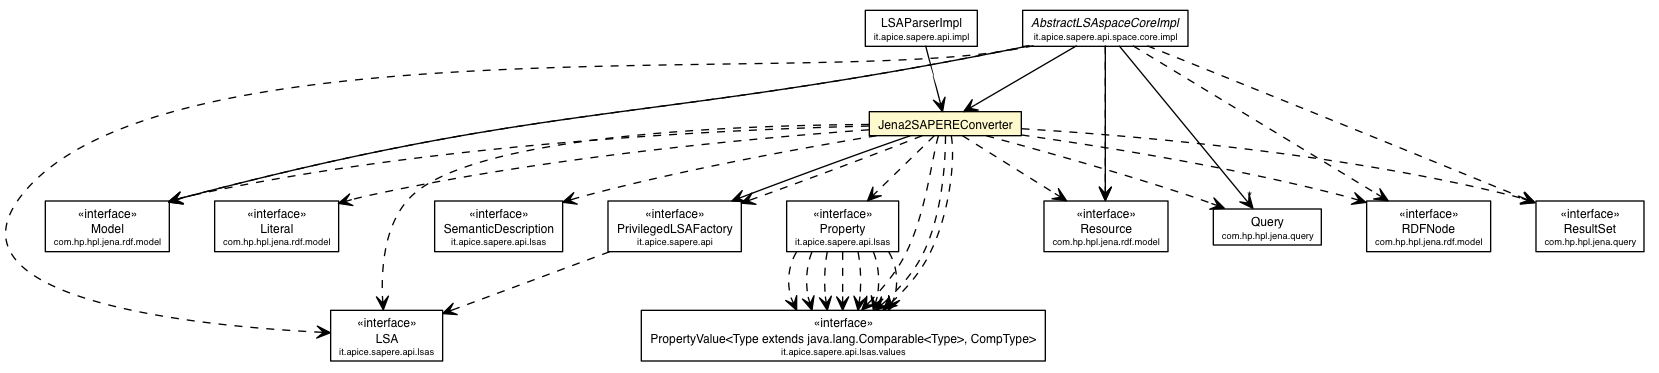 LSAParserImpl
it.apice.sapere.api.impl
AbstractLSAspaceCoreImpl
it.apice.sapere.api.space.core.impl
Jena2SAPEREConverter
«interface»
Model
com.hp.hpl.jena.rdf.model
«interface»
Literal
com.hp.hpl.jena.rdf.model
«interface»
SemanticDescription
it.apice.sapere.api.lsas
«interface»
PrivilegedLSAFactory
it.apice.sapere.api
«interface»
Property
it.apice.sapere.api.lsas
«interface»
Resource
com.hp.hpl.jena.rdf.model
Query
com.hp.hpl.jena.query
«interface»
RDFNode
com.hp.hpl.jena.rdf.model
«interface»
ResultSet
com.hp.hpl.jena.query
«interface»
LSA
it.apice.sapere.api.lsas
«interface»
PropertyValue<Type extends java.lang.Comparable<Type>, CompType>
it.apice.sapere.api.lsas.values